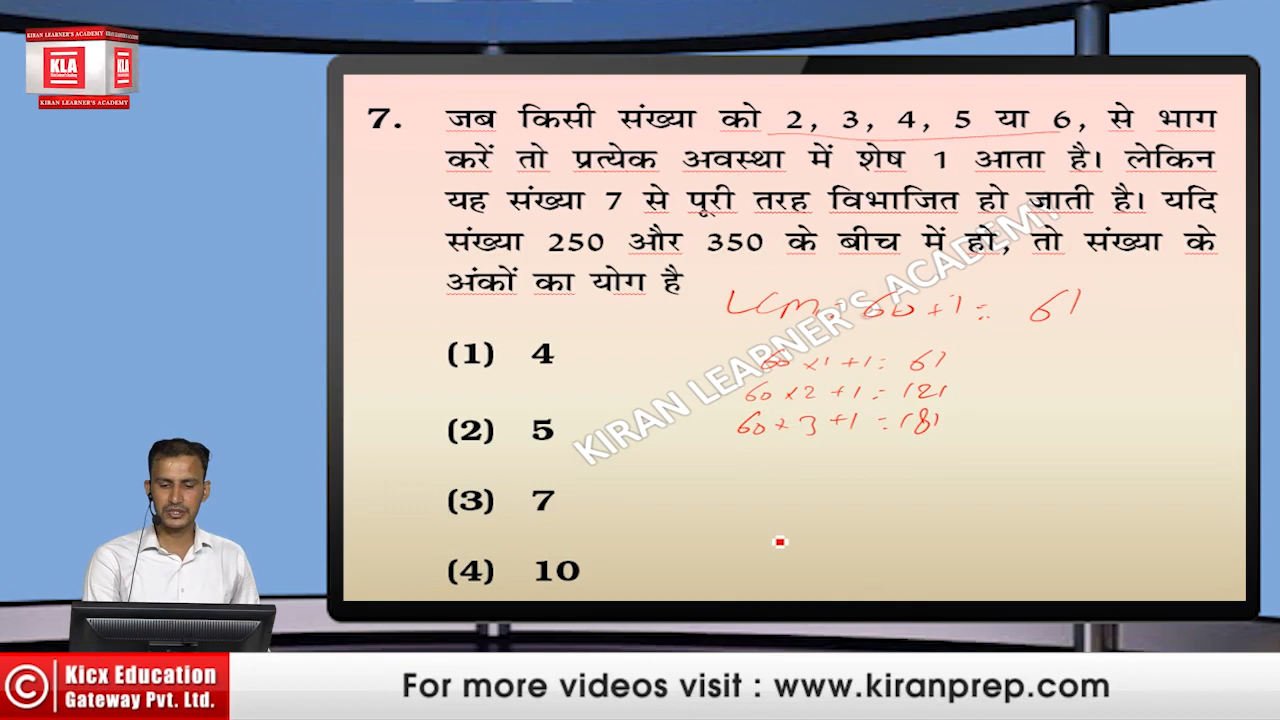 KIRAN LEARNER'S ACADEMY
KLA
KLA
KIRAN LEARNER'S ACADEMY
7. जब किसी संख्या को 2, 3, 4, 5 या 6, से भाग
करें तो प्रत्येक अवस्था में शेष 1 आता है। लेकिन
यह संख्या 7 से पूरी तरह विभाजित हो जाती है। यदि
संख्या 250 और 350 के बीच में हो, तो संख्या के
अंकों का योग है
LCM. 60+1= 61
(1) 4
60×1+1= 61
60×2+1=121
(2) 5
60×3+1=181
(3) 7
(4) 10
KIRAN LEARNER'S ACADEMY
© Kicx Education
Gateway Pvt. Ltd.
For more videos visit : www.kiranprep.com